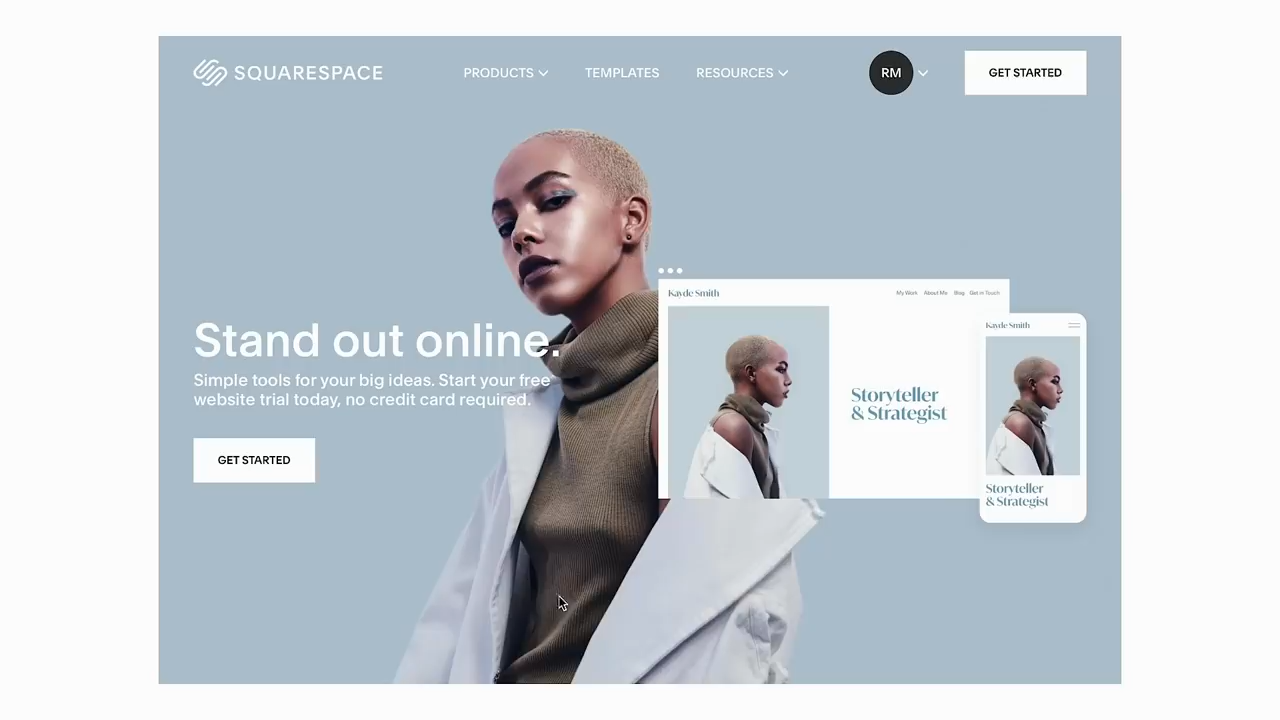 SQUARESPACE
PRODUCTS
TEMPLATES
RESOURCES
RM
GET STARTED
Stand out online.
Simple tools for your big ideas. Start your free
website trial today, no credit card required.
GET STARTED
Kayde Smith
My Work
About Me
Blog
Get in Touch
Storyteller
& Strategist
Kayde Smith
Storyteller
& Strategist